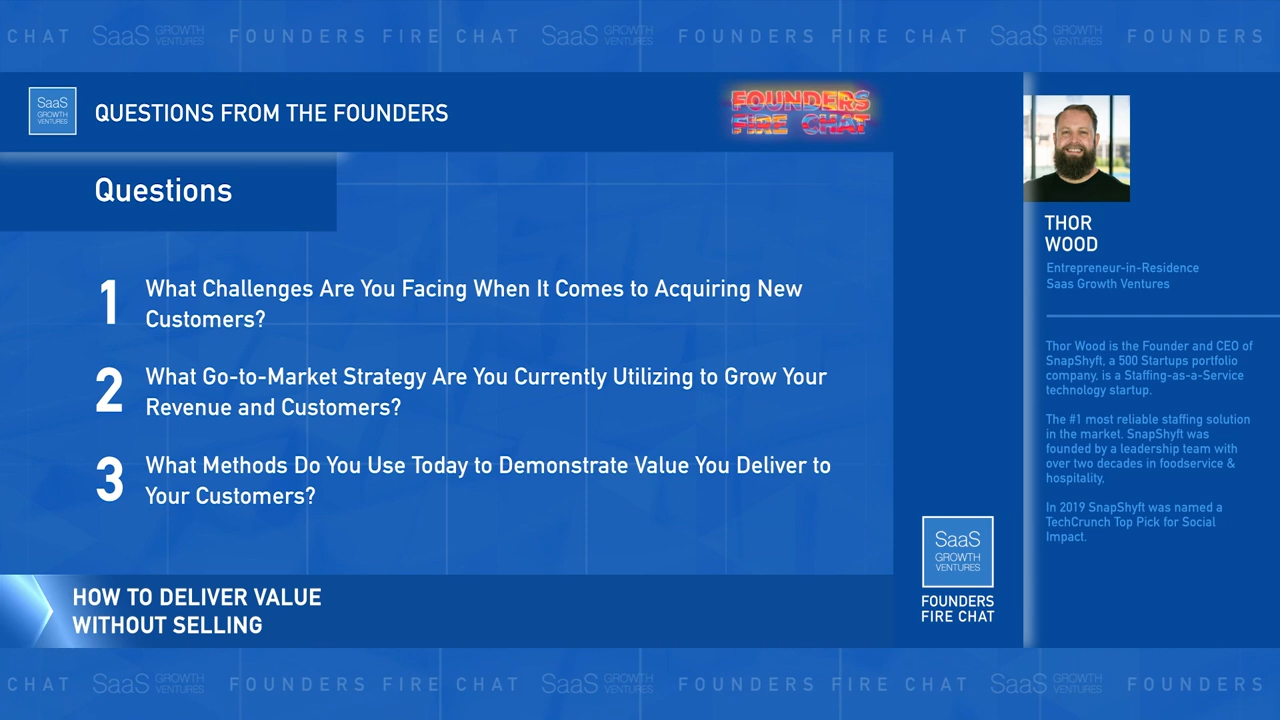 CHAT SaaS GROWTH VENTURES FOUNDERS FIRE CHAT SaaS GROWTH VENTURES FOUNDERS FIRE CHAT SaaS GROWTH VENTURES FOUNDERS
SaaS
GROWTH
VENTURES
QUESTIONS FROM THE FOUNDERS
FOUNDERS
FIRE CHAT
Questions
1 What Challenges Are You Facing When It Comes to Acquiring New
Customers?
2 What Go-to-Market Strategy Are You Currently Utilizing to Grow Your
Revenue and Customers?
3 What Methods Do You Use Today to Demonstrate Value You Deliver to
Your Customers?
HOW TO DELIVER VALUE
WITHOUT SELLING
SaaS
GROWTH
VENTURES
FOUNDERS
FIRE CHAT
THOR
WOOD
Entrepreneur-in-Residence
Saas Growth Ventures
Thor Wood is the Founder and CEO of
SnapShyft, a 500 Startups portfolio
company, is a Staffing-as-a-Service
technology startup.
The #1 most reliable staffing solution
in the market. SnapShyft was
founded by a leadership team with
over two decades in foodservice &
hospitality,
In 2019 SnapShyft was named a
TechCrunch Top Pick for Social
Impact.
CHAT SaaS GROWTH VENTURES FOUNDERS FIRE CHAT SaaS GROWTH VENTURES FOUNDERS FIRE CHAT SaaS GROWTH VENTURES FOUNDERS